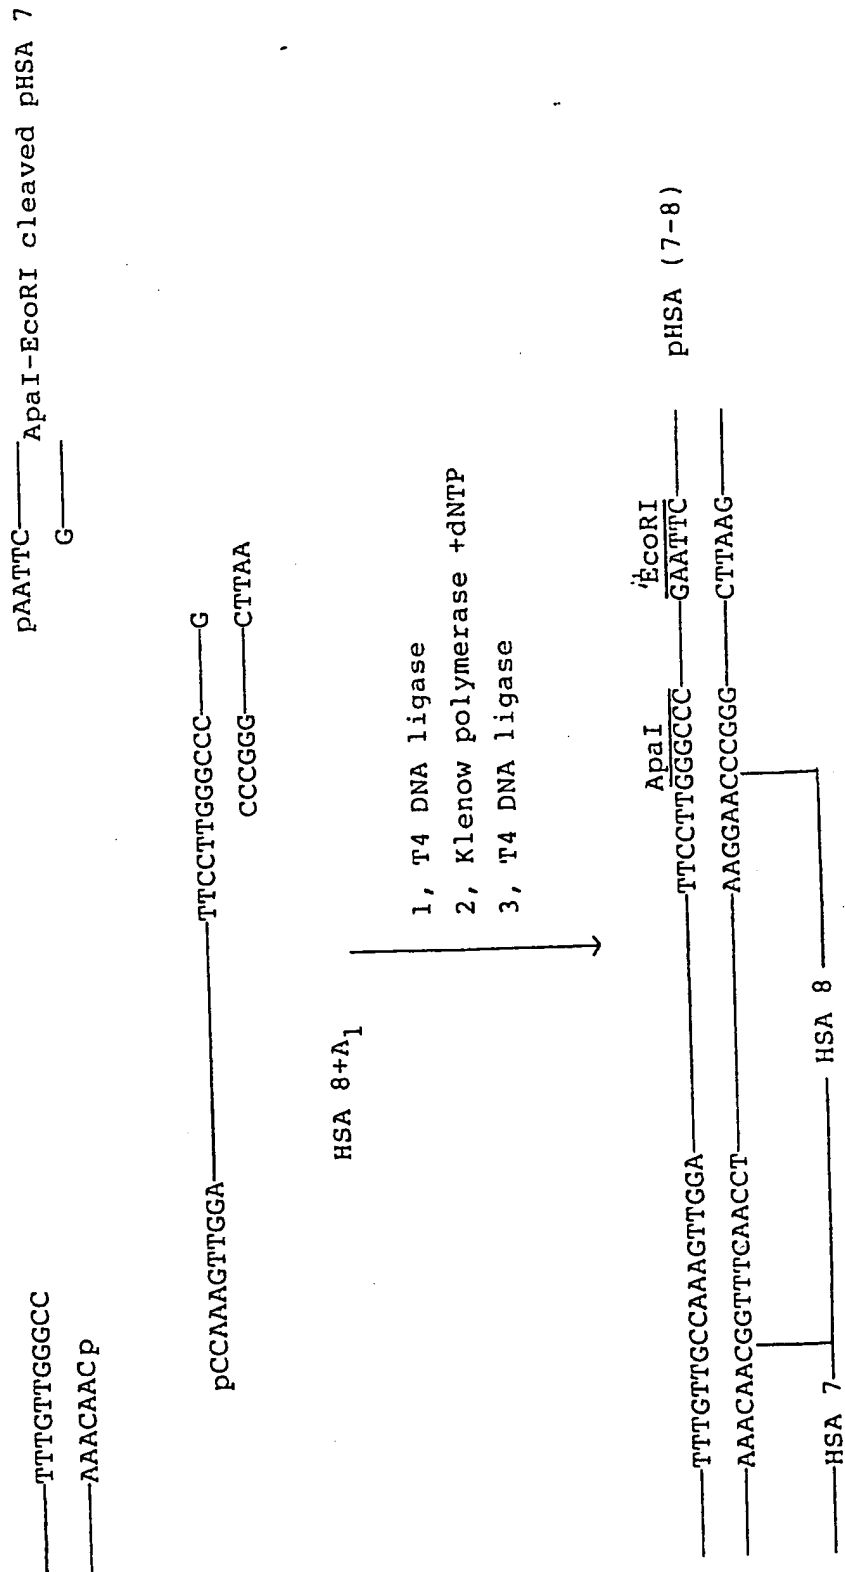 TTTGTTGGGCC
pAATTC
ApaI-EcoRI cleaved pHSA 7
AAACAACp
G
pCCAAAGTTGGA
TTCCTTGGGCCC
G
CCCGGG
CTTAA
HSA 8+A1
1, T4 DNA ligase
2, Klenow polymerase +dNTP
3, T4 DNA ligase
ApaI
EcoRI
TTTGTTGCCAAAGTTGGA
TTCCTTGGGCCC
GAATTC
pHSA (7-8)
AAACAACGGTTTCAACCT
AAGGAACCCGGG
CTTAAG
HSA 7
HSA 8